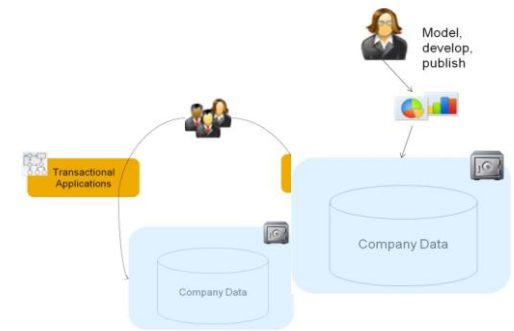 Model,
develop,
publish
Transactional
Applications
Company Data
Company Data